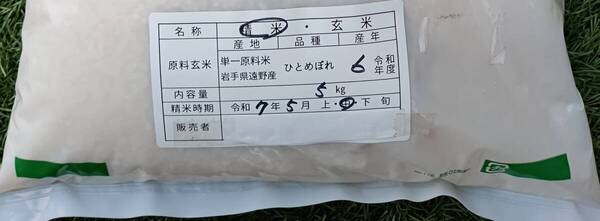 名称 精米・玄米
産地 品種 産年
原料玄米 単一原料米 ひとめぼれ 6 令和
岩手県遠野産 年度
内容量 5 kg
精米時期 令和 7年 5月 上・中・下旬
販売者